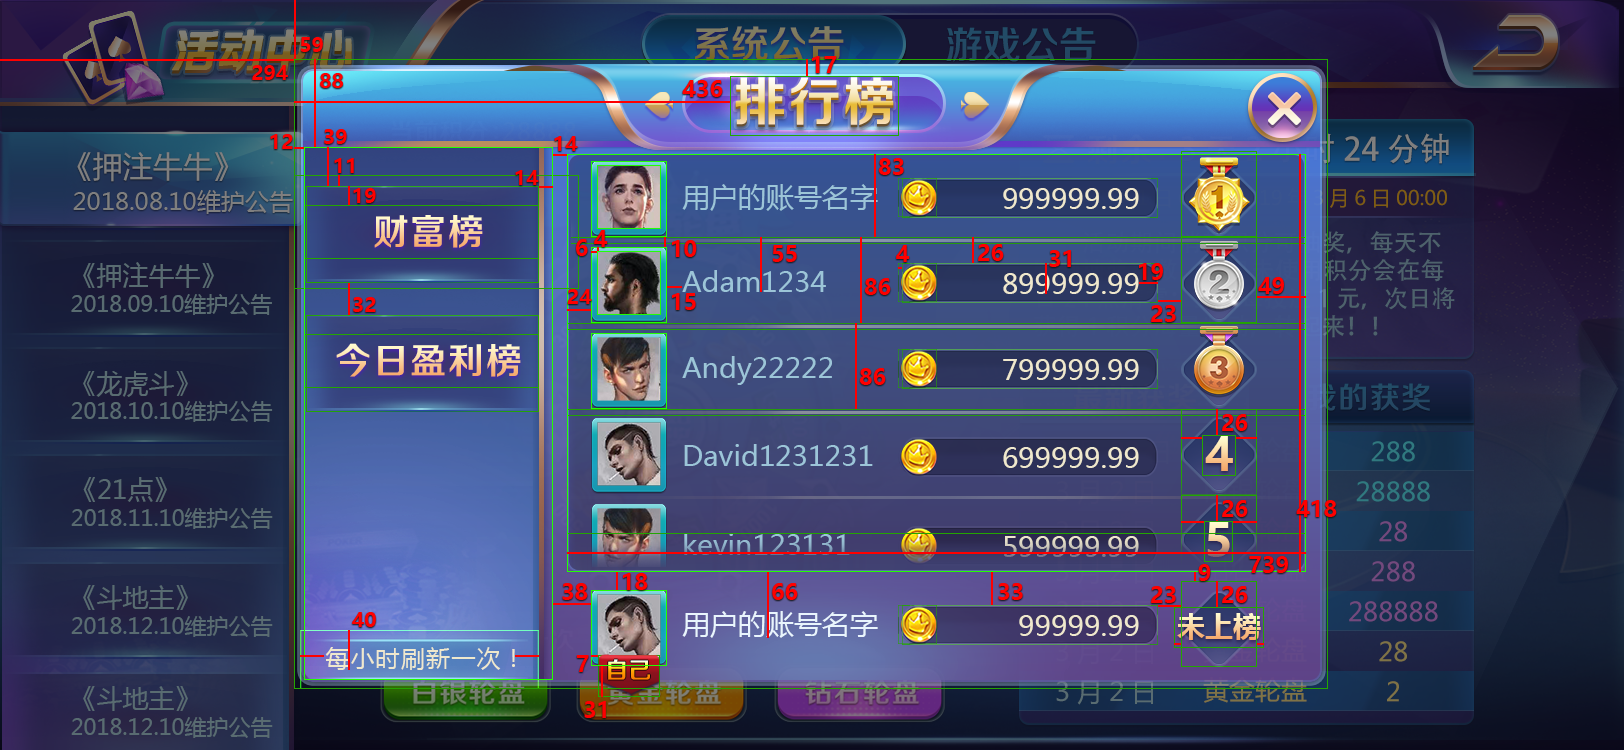 活动中心
系统公告
游戏公告
59
294
88
17
436
排行榜
12
39
14
83
《押注牛牛》
2018.08.10维护公告
11
14
19
财富榜
用户的账号名字
999999.99
1
时 24 分钟
月 6 日 00:00
6
4
10
55
86
4
26
31
19
49
《押注牛牛》
2018.09.10维护公告
24
15
23
Adam1234
899999.99
2
奖，每天不
积分会在每
1 元，次日将
来！！
32
今日盈利榜
Andy22222
86
799999.99
3
《龙虎斗》
2018.10.10维护公告
我的获奖
26
David1231231
699999.99
4
288
《21点》
2018.11.10维护公告
28888
26
418
kevin123131
599999.99
5
28
739
9
288
38
18
66
33
23
26
《斗地主》
2018.12.10维护公告
40
用户的账号名字
99999.99
未上榜
288888
每小时刷新一次！
7
自己
28
31
《斗地主》
2018.12.10维护公告
白银轮盘
黄金轮盘
钻石轮盘
3 月 2 日
黄金轮盘
2